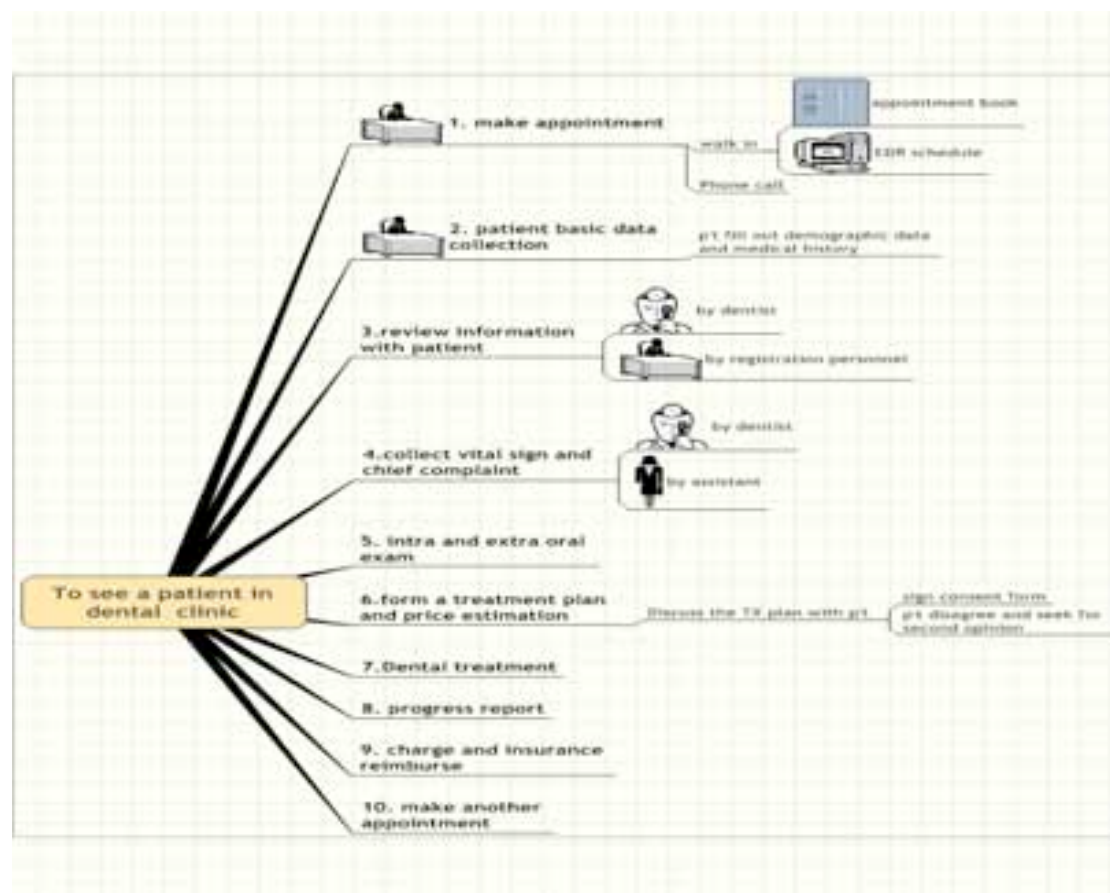 appointment book
1. make appointment
walk in
EDR schedule
Phone call
2. patient basic data
collection
pt fill out demographic data
and medical history
by dentist
3.review information
with patient
by registration personnel
by dentist
4.collect vital sign and
chief complaint
by assistant
5. intra and extra oral
exam
To see a patient in
dental clinic
6.form a treatment plan
and price estimation
Discuss the TX plan with pt
sign consent form
pt disagree and seek for
second opinion
7.Dental treatment
8. progress report
9. charge and insurance
reimburse
10. make another
appointment